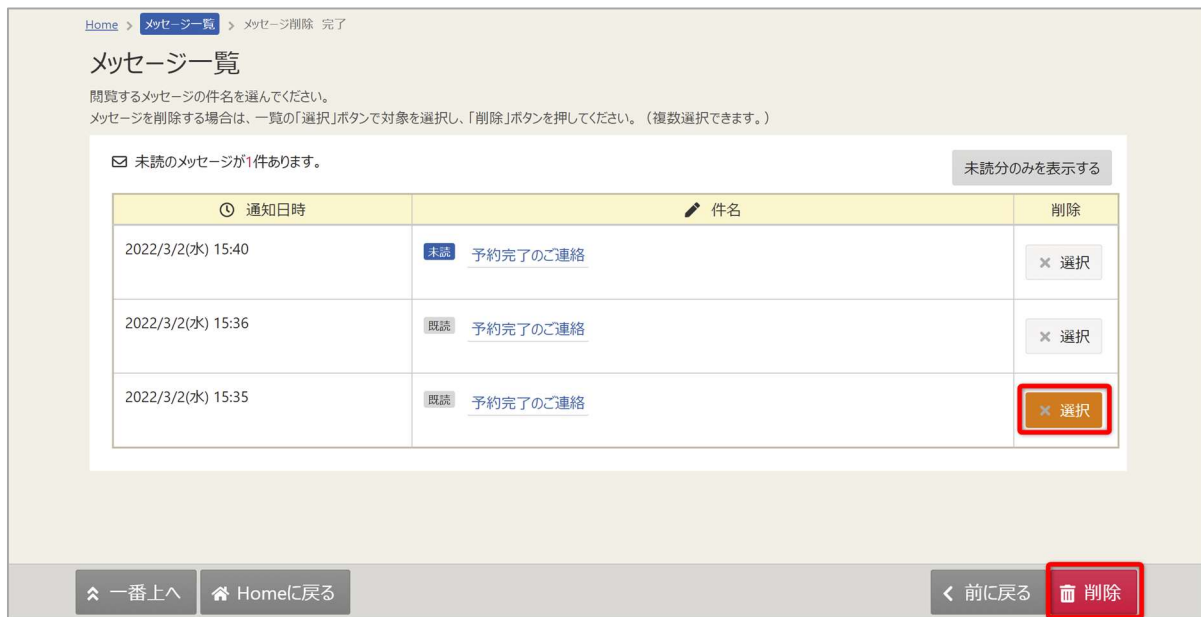 Home > メッセージ一覧 > メッセージ削除 完了
メッセージ一覧
閲覧するメッセージの件名を選んでください。
メッセージを削除する場合は、一覧の「選択」ボタンで対象を選択し、「削除」ボタンを押してください。（複数選択できます。）
未読のメッセージが1件あります。 未読分のみを表示する
通知日時 件名 削除
2022/3/2(水) 15:40 未読 予約完了のご連絡 × 選択
2022/3/2(水) 15:36 既読 予約完了のご連絡 × 選択
2022/3/2(水) 15:35 既読 予約完了のご連絡 × 選択
一番上へ Homeに戻る 前に戻る 削除